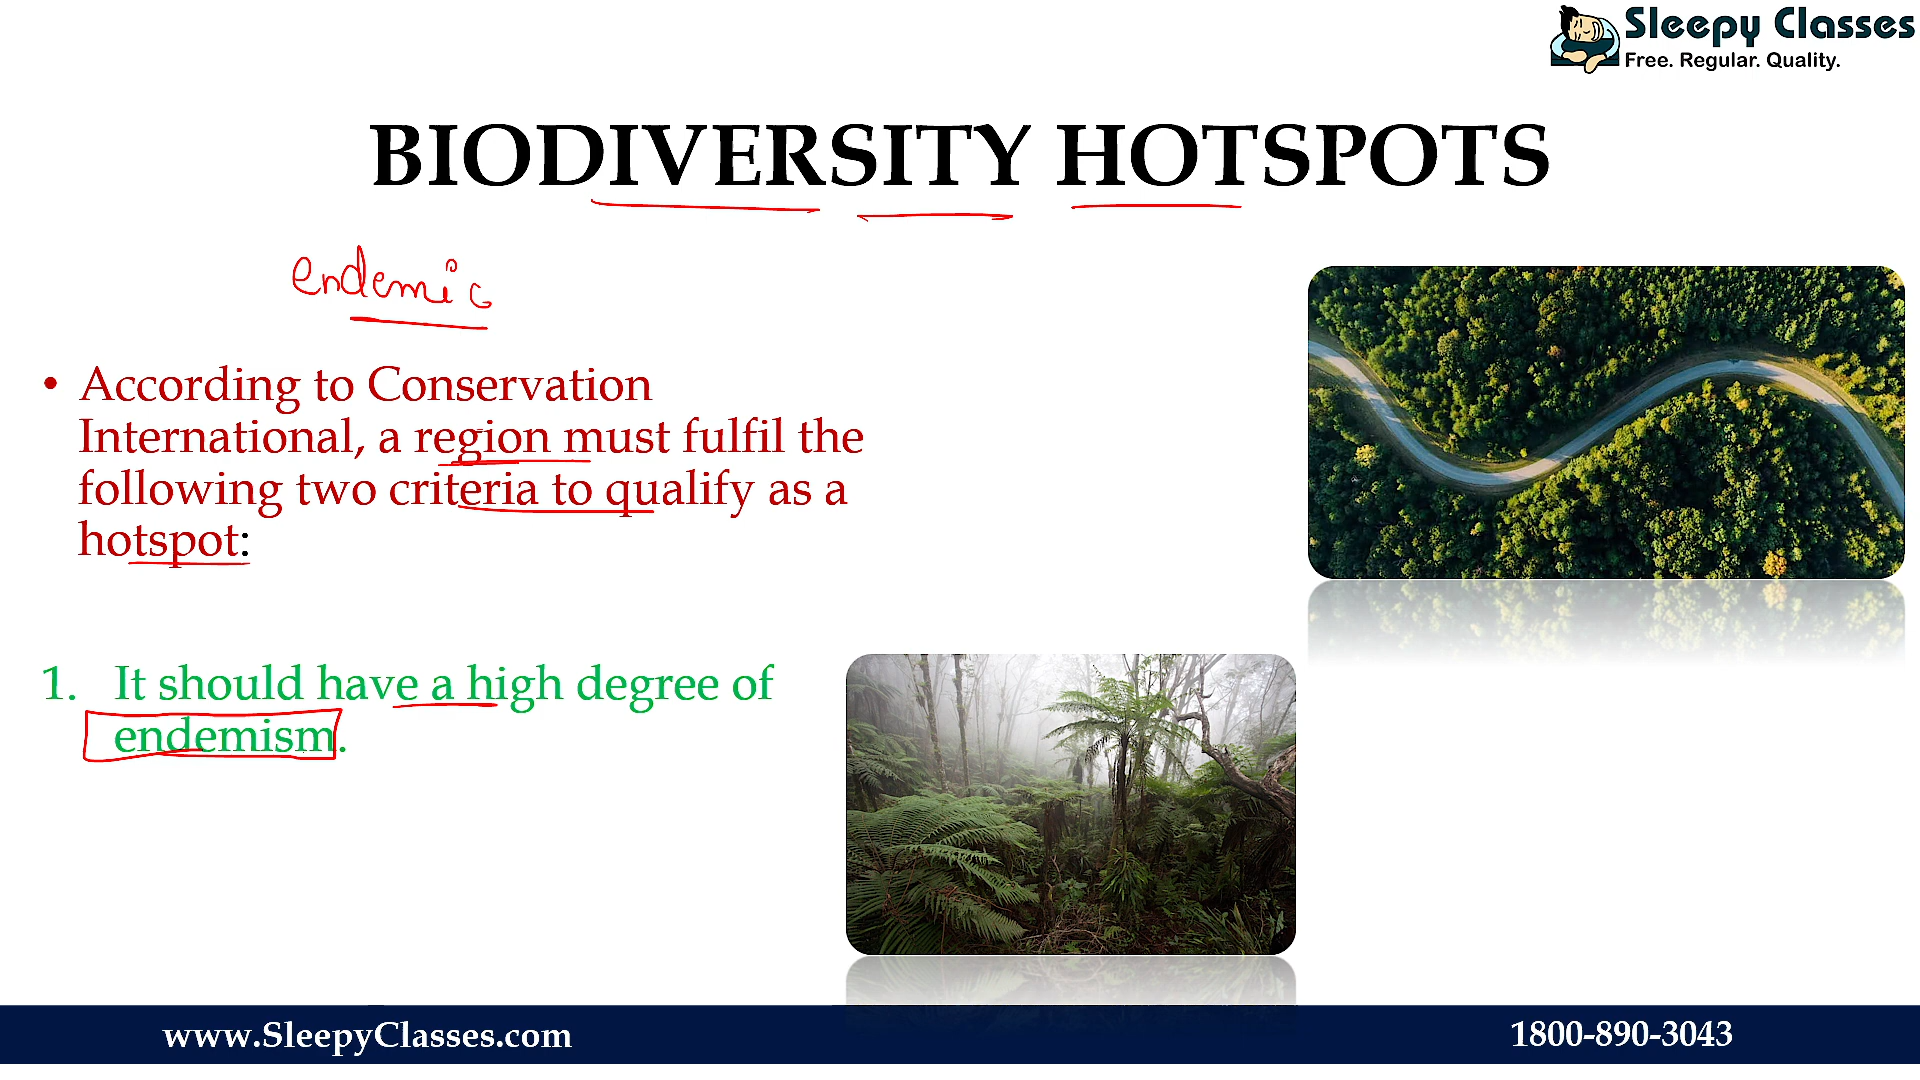 Sleepy Classes
Free. Regular. Quality.
BIODIVERSITY HOTSPOTS
endemic
• According to Conservation
International, a region must fulfil the
following two criteria to qualify as a
hotspot:
1. It should have a high degree of
endemism.
www.SleepyClasses.com
1800-890-3043